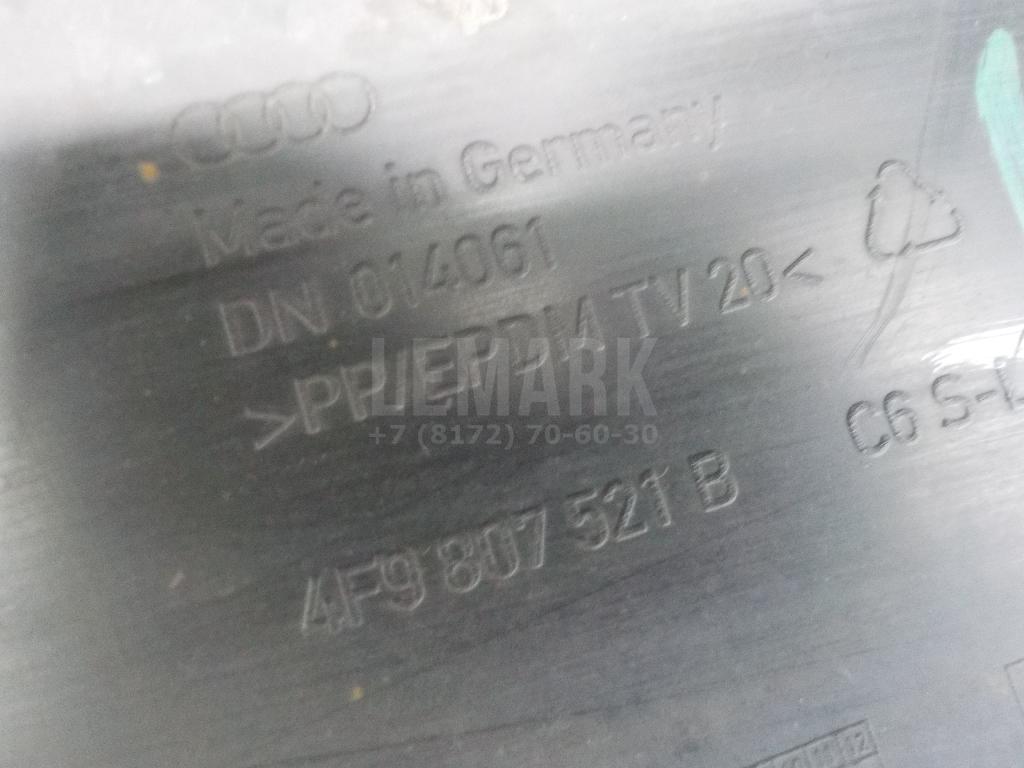 Made in Germany
DN 014061
>PP/EPDM TV 20<
LEMARK
+7 (8172) 70-60-30
C6 S-
4F9 807 521 B